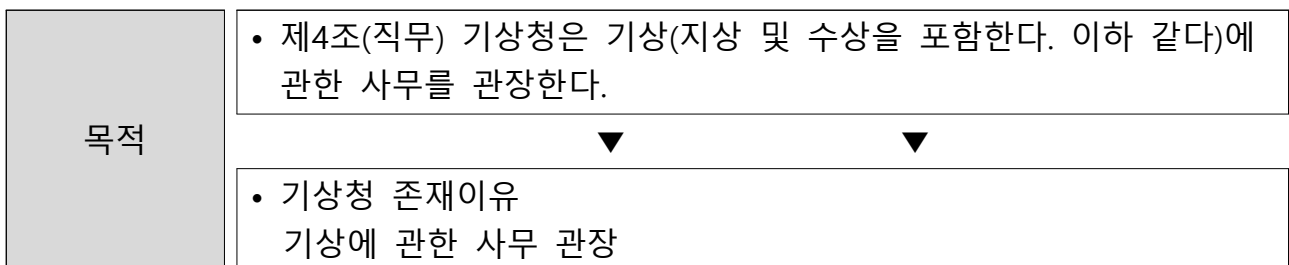 • 제4조(직무) 기상청은 기상(지상 및 수상을 포함한다. 이하 같다)에
관한 사무를 관장한다.
목적
▼ ▼
• 기상청 존재이유
기상에 관한 사무 관장